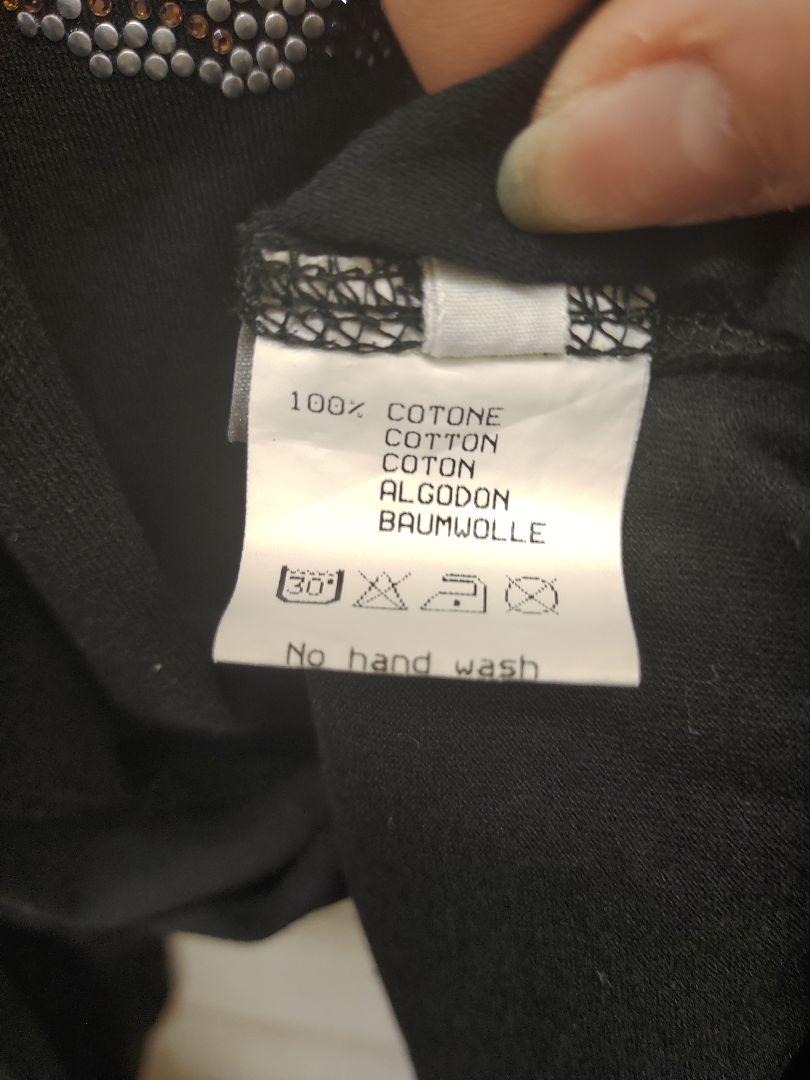 100% COTONE
COTTON
COTON
ALGODON
BAUMWOLLE
30°
No hand wash